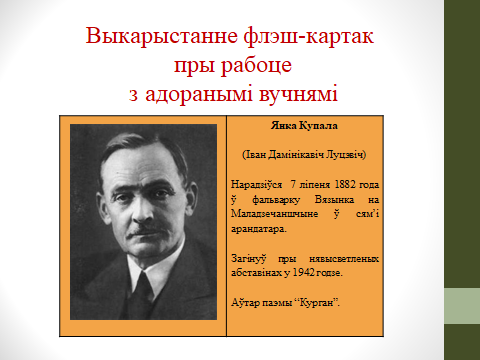 Выкарыстанне флэш-картак
пры рабоце
з адоранымі вучнямі
Янка Купала
(Іван Дамінікавіч Луцэвіч)
Нарадзіўся 7 ліпеня 1882 года
ў фальварку Вязынка на
Маладзечаншчыне ў сям’і
арандатара.
Загінуў пры нявысветленых
абставінах у 1942 годзе.
Аўтар паэмы “Курган”.